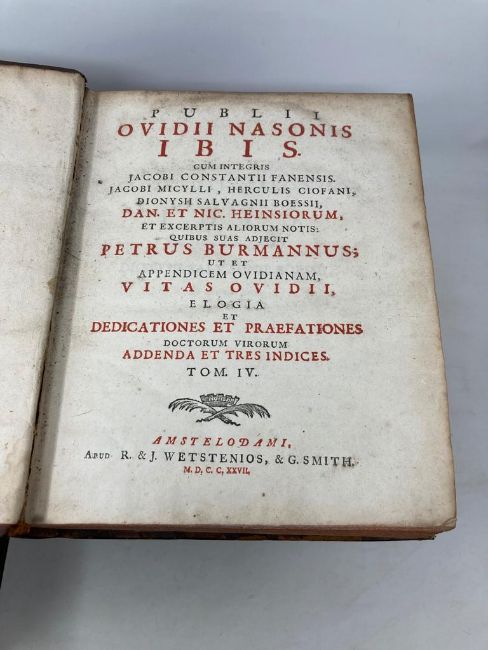 PUBLII
OVIDII NASONIS
IBIS.
CUM INTEGRIS
JACOBI CONSTANTII FANENSIS.
JACOBI MICYLLI, HERCULIS CIOFANI,
DIONYSII SALVAGNII BOESSII,
DAN. ET NIC. HEINSIORUM,
ET EXCERPTIS ALIORUM NOTIS:
QUIBUS SUAS ADJECIT
PETRUS BURMANNUS;
UT ET
APPENDICEM OVIDIANAM,
VITAS OVIDII,
ELOGIA
ET
DEDICATIONES ET PRAEFATIONES
DOCTORUM VIRORUM
ADDENDA ET TRES INDICES.
TOM. IV.
AMSTELODAMI,
APUD R. & J. WETSTENIOS, & G. SMITH.
M. D. C. C. XXVII.